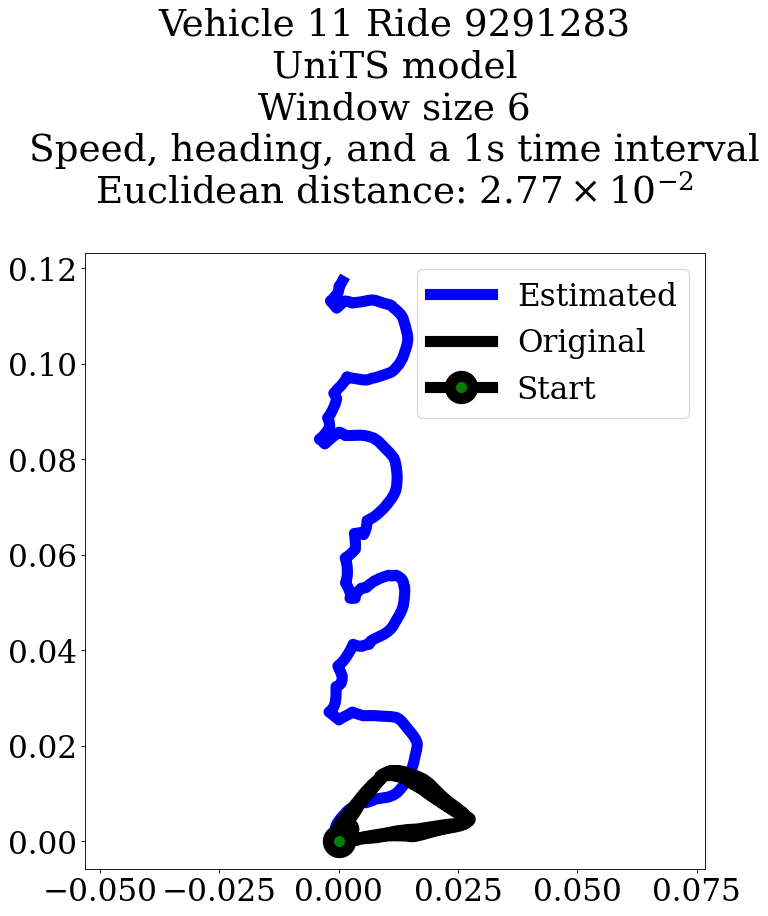 Vehicle 11 Ride 9291283
UniTS model
Window size 6
Speed, heading, and a 1s time interval
Euclidean distance: 2.77 × 10⁻²
0.12
0.10
0.08
0.06
0.04
0.02
0.00
Estimated
Original
Start
−0.050 −0.025 0.000 0.025 0.050 0.075